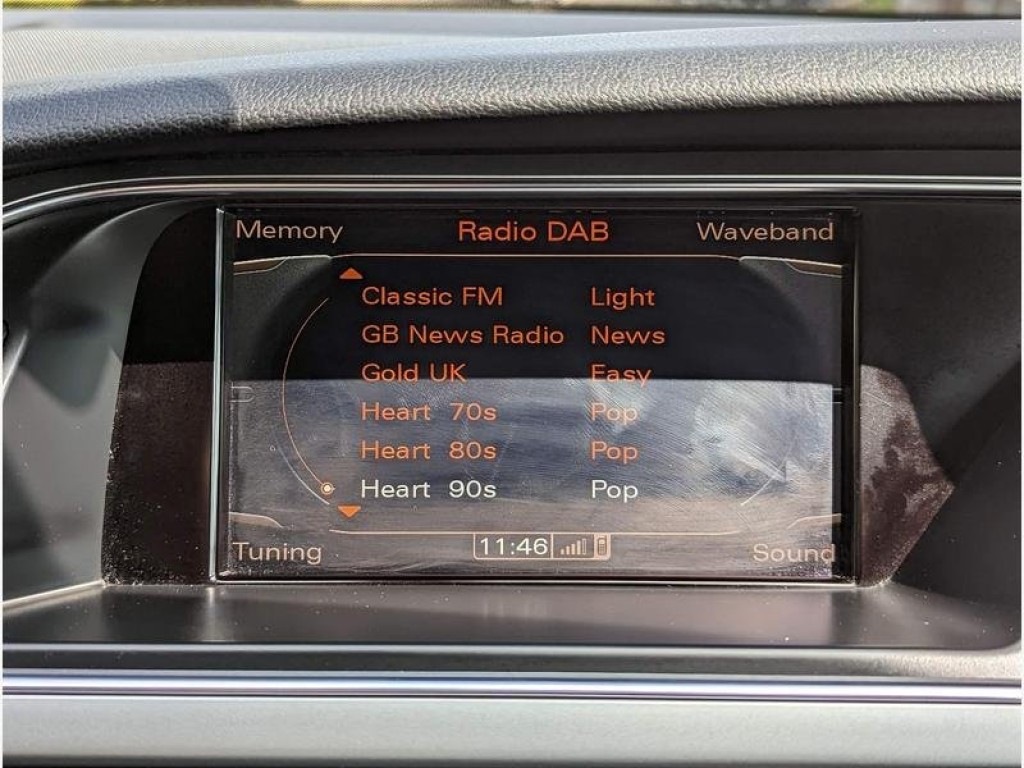 Memory Radio DAB Waveband
Classic FM Light
GB News Radio News
Gold UK Easy
Heart 70s Pop
Heart 80s Pop
Heart 90s Pop
Tuning 11:46 Sound